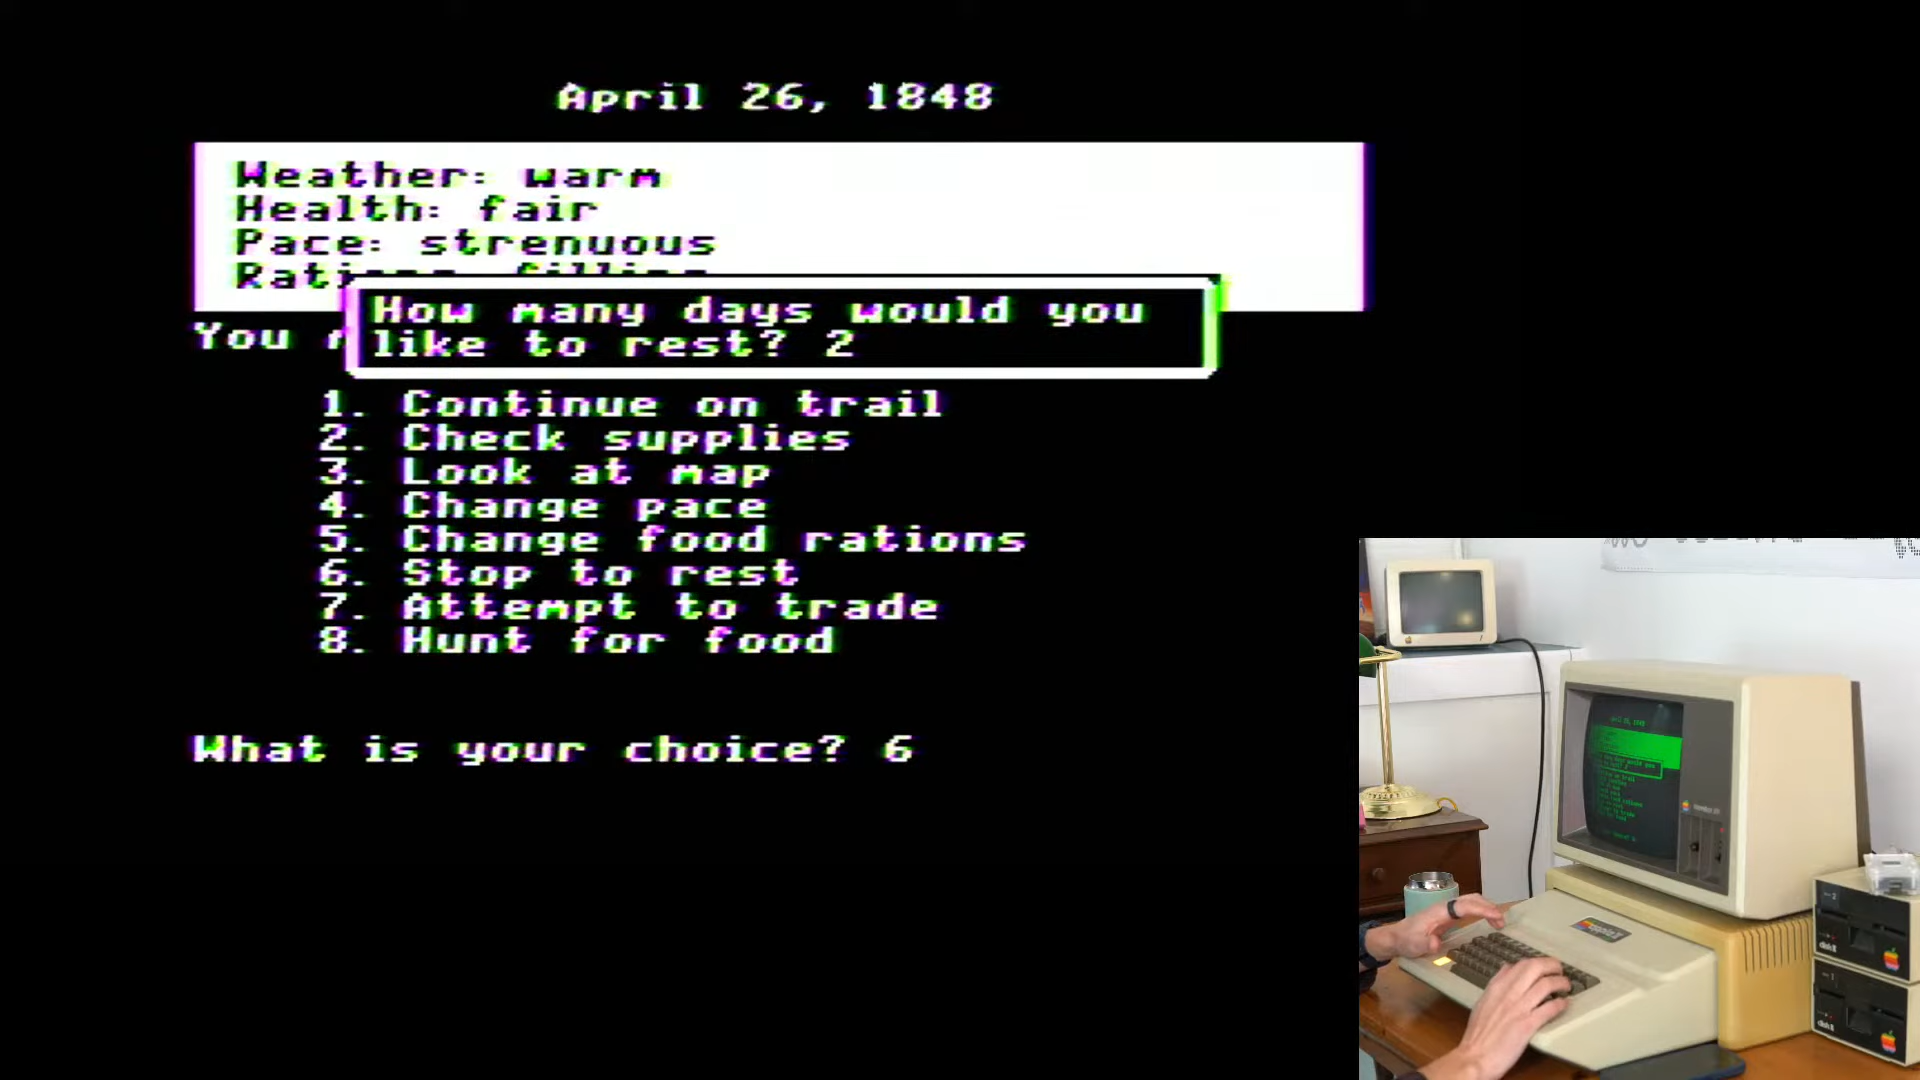 April 26, 1848
Weather: warm
Health: fair
Pace: strenuous
Rations: filling
How many days would you
like to rest? 2
You
1. Continue on trail
2. Check supplies
3. Look at map
4. Change pace
5. Change food rations
6. Stop to rest
7. Attempt to trade
8. Hunt for food
What is your choice? 6